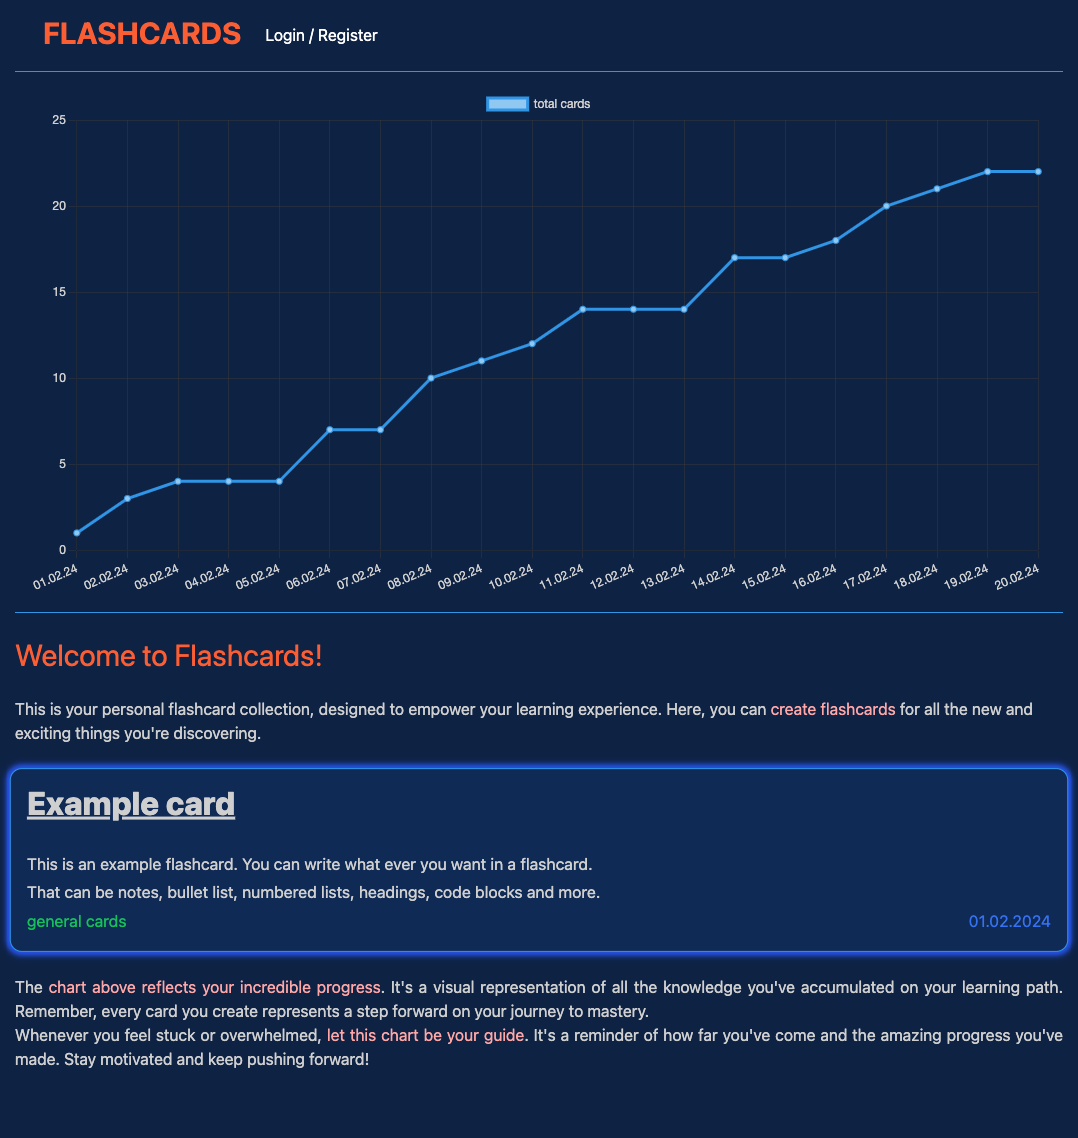 FLASHCARDS Login / Register
total cards
25
20
15
10
5
0
01.02.24 02.02.24 03.02.24 04.02.24 05.02.24 06.02.24 07.02.24 08.02.24 09.02.24 10.02.24 11.02.24 12.02.24 13.02.24 14.02.24 15.02.24 16.02.24 17.02.24 18.02.24 19.02.24 20.02.24
Welcome to Flashcards!
This is your personal flashcard collection, designed to empower your learning experience. Here, you can create flashcards for all the new and
exciting things you're discovering.
Example card
This is an example flashcard. You can write what ever you want in a flashcard.
That can be notes, bullet list, numbered lists, headings, code blocks and more.
general cards 01.02.2024
The chart above reflects your incredible progress. It's a visual representation of all the knowledge you've accumulated on your learning path.
Remember, every card you create represents a step forward on your journey to mastery.
Whenever you feel stuck or overwhelmed, let this chart be your guide. It's a reminder of how far you've come and the amazing progress you've
made. Stay motivated and keep pushing forward!